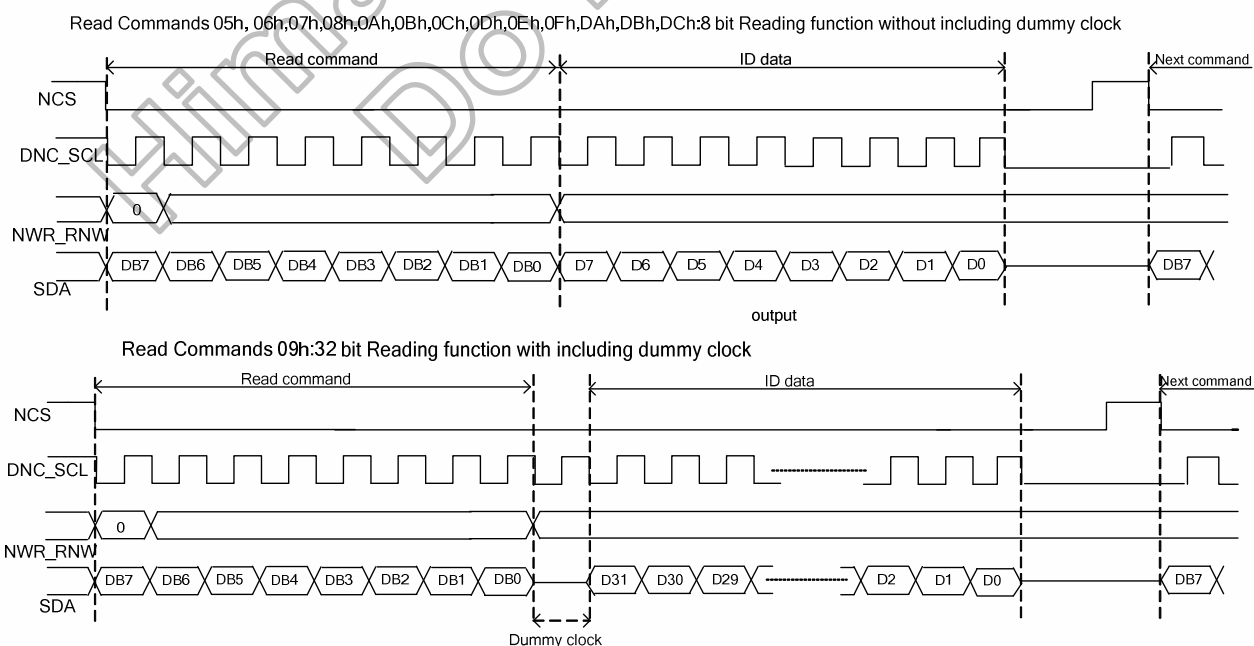 Read Commands 05h, 06h,07h,08h,0Ah,0Bh,0Ch,0Dh,0Eh,0Fh,DAh,DBh,DCh:8 bit Reading function without including dummy clock
Read command ID data Next command
NCS
DNC_SCL
0
NWR_RNW
DB7 DB6 DB5 DB4 DB3 DB2 DB1 DB0 D7 D6 D5 D4 D3 D2 D1 D0 DB7
SDA
output
Read Commands 09h:32 bit Reading function with including dummy clock
Read command ID data Next command
NCS
DNC_SCL
0
NWR_RNW
DB7 DB6 DB5 DB4 DB3 DB2 DB1 DB0 D31 D30 D29 D2 D1 D0 DB7
SDA
Dummy clock
Do